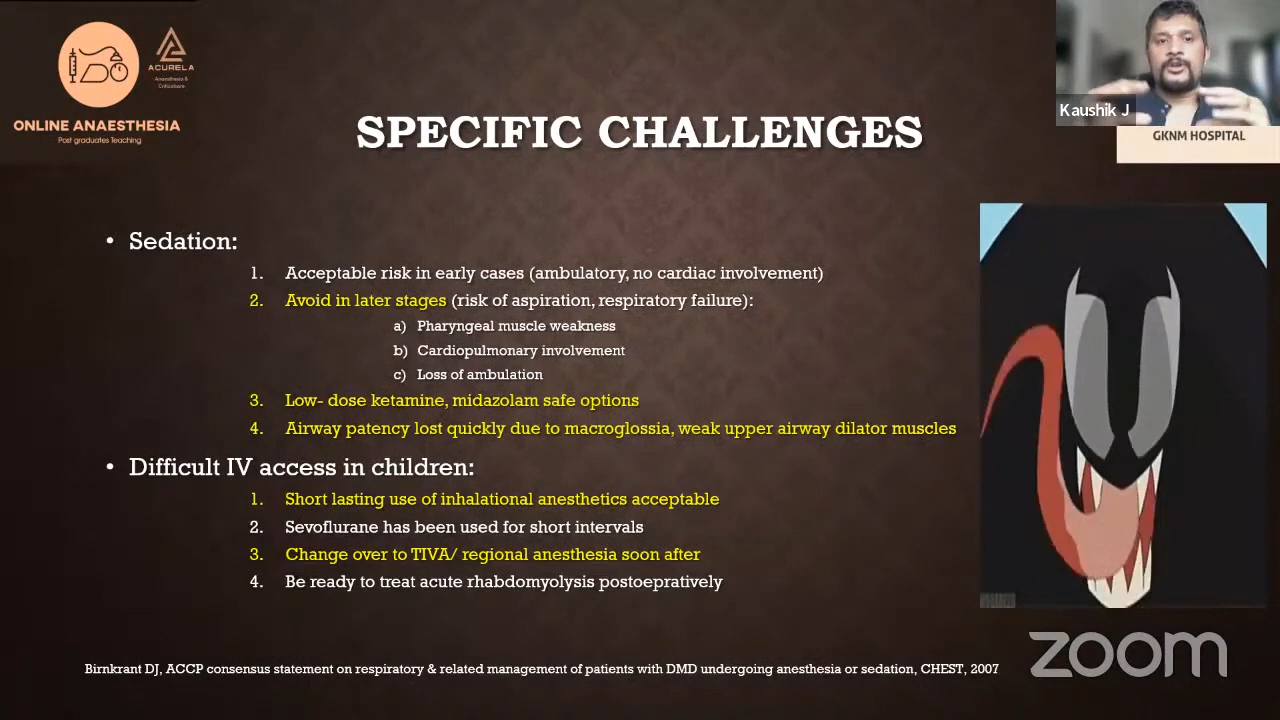 ACURELA
Anaesthesia &
Criticalcare
ONLINE ANAESTHESIA
Post graduates Teaching
Kaushik J
GKNM HOSPITAL
SPECIFIC CHALLENGES
• Sedation:
1. Acceptable risk in early cases (ambulatory, no cardiac involvement)
2. Avoid in later stages (risk of aspiration, respiratory failure):
a) Pharyngeal muscle weakness
b) Cardiopulmonary involvement
c) Loss of ambulation
3. Low- dose ketamine, midazolam safe options
4. Airway patency lost quickly due to macroglossia, weak upper airway dilator muscles
• Difficult IV access in children:
1. Short lasting use of inhalational anesthetics acceptable
2. Sevoflurane has been used for short intervals
3. Change over to TIVA/ regional anesthesia soon after
4. Be ready to treat acute rhabdomyolysis postoepratively
Birnkrant DJ, ACCP consensus statement on respiratory & related management of patients with DMD undergoing anesthesia or sedation, CHEST, 2007
zoom